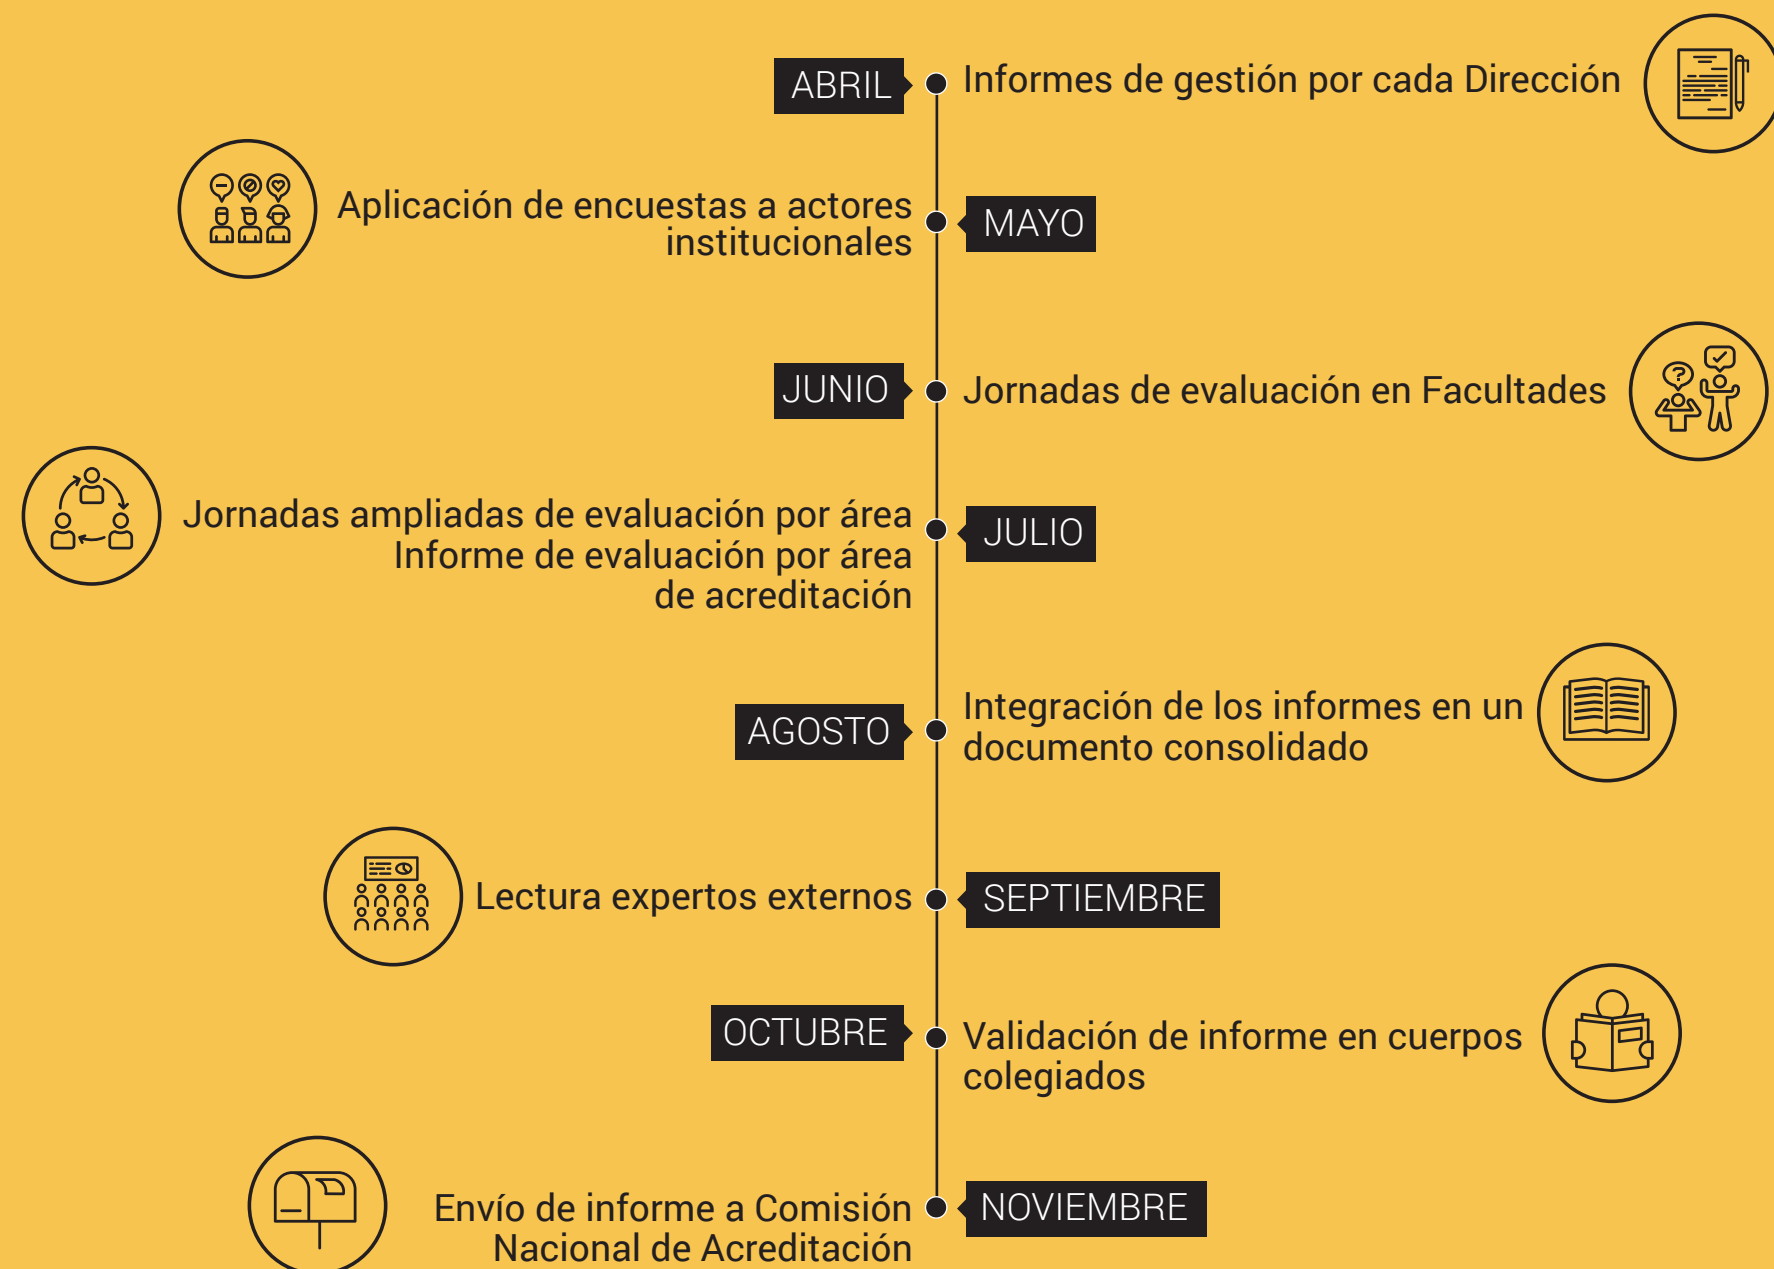 ABRIL
Informes de gestión por cada Dirección
Aplicación de encuestas a actores
institucionales
MAYO
JUNIO
Jornadas de evaluación en Facultades
?
Jornadas ampliadas de evaluación por área
Informe de evaluación por área
de acreditación
JULIO
AGOSTO
Integración de los informes en un
documento consolidado
Lectura expertos externos
SEPTIEMBRE
OCTUBRE
Validación de informe en cuerpos
colegiados
Envío de informe a Comisión
Nacional de Acreditación
NOVIEMBRE